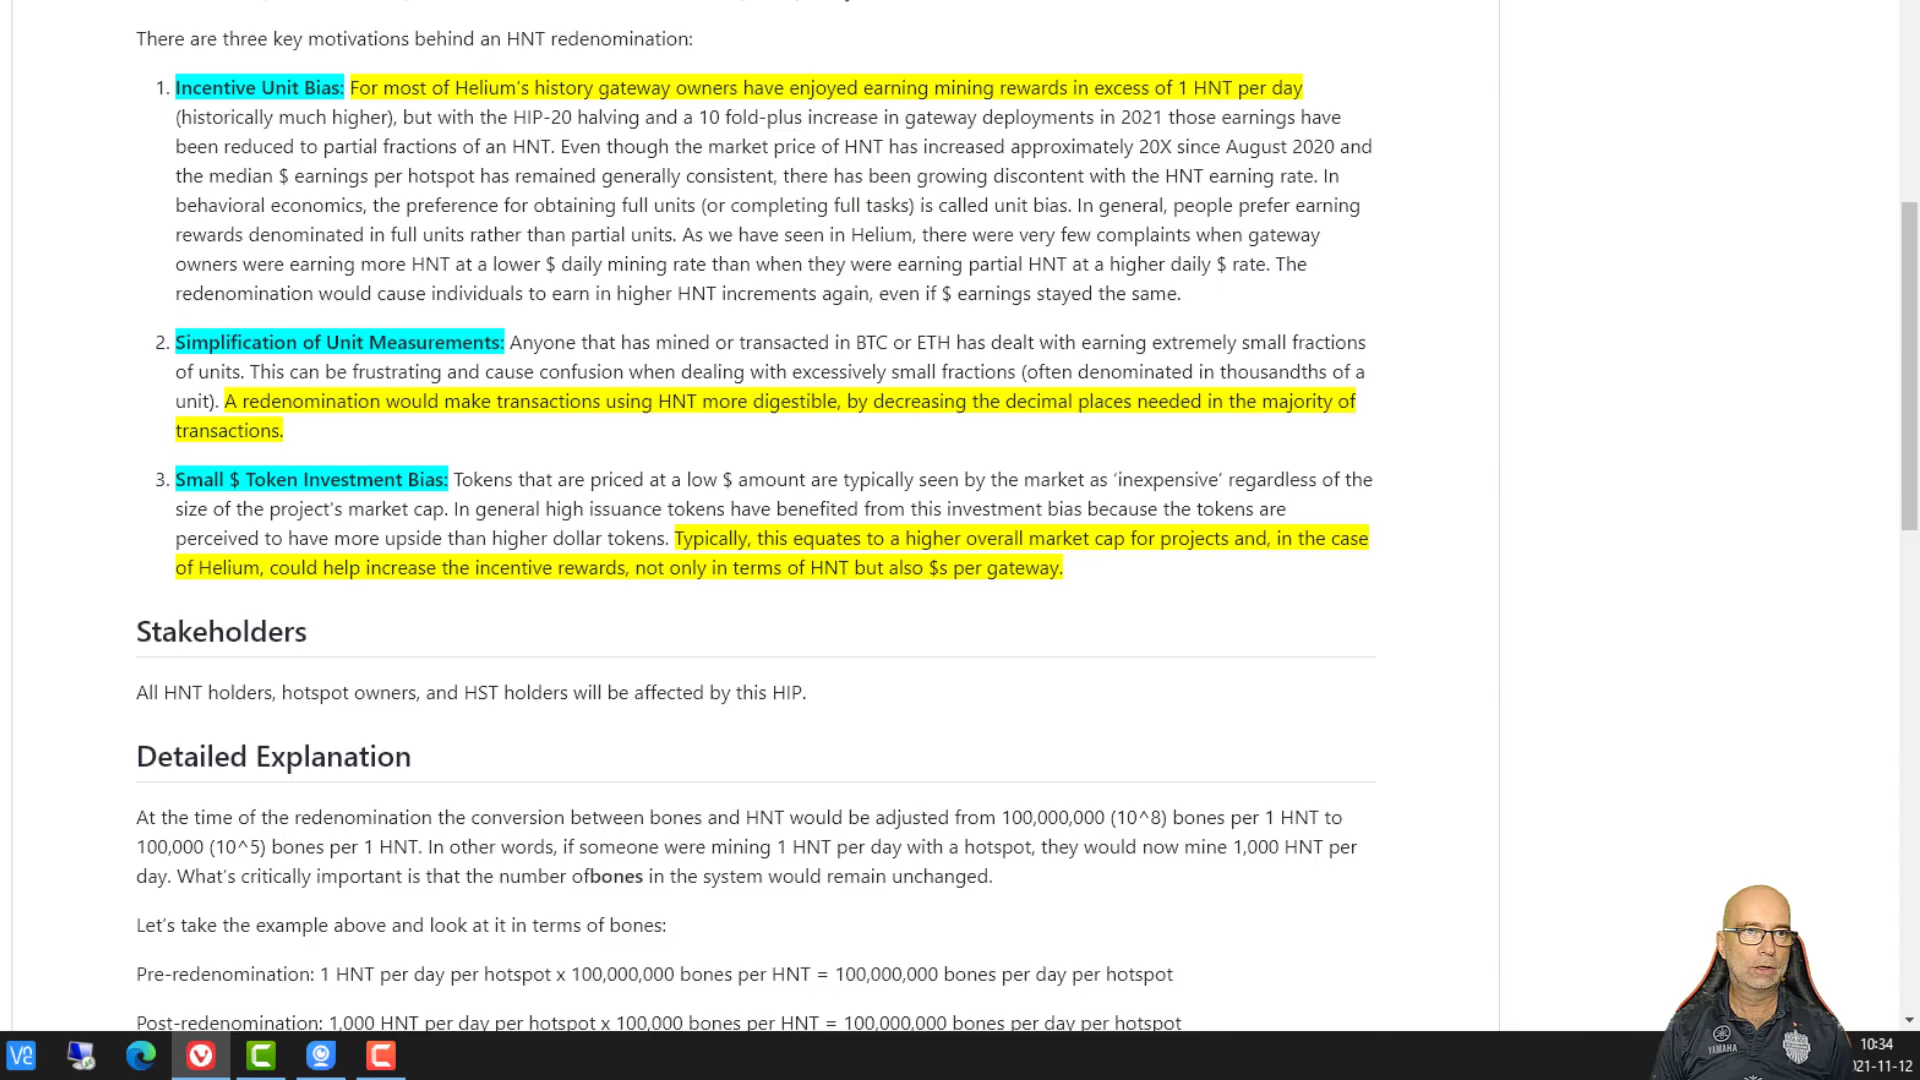 There are three key motivations behind an HNT redenomination:
1. Incentive Unit Bias: For most of Helium's history gateway owners have enjoyed earning mining rewards in excess of 1 HNT per day
(historically much higher), but with the HIP-20 halving and a 10 fold-plus increase in gateway deployments in 2021 those earnings have
been reduced to partial fractions of an HNT. Even though the market price of HNT has increased approximately 20X since August 2020 and
the median $ earnings per hotspot has remained generally consistent, there has been growing discontent with the HNT earning rate. In
behavioral economics, the preference for obtaining full units (or completing full tasks) is called unit bias. In general, people prefer earning
rewards denominated in full units rather than partial units. As we have seen in Helium, there were very few complaints when gateway
owners were earning more HNT at a lower $ daily mining rate than when they were earning partial HNT at a higher daily $ rate. The
redenomination would cause individuals to earn in higher HNT increments again, even if $ earnings stayed the same.
2. Simplification of Unit Measurements: Anyone that has mined or transacted in BTC or ETH has dealt with earning extremely small fractions
of units. This can be frustrating and cause confusion when dealing with excessively small fractions (often denominated in thousandths of a
unit). A redenomination would make transactions using HNT more digestible, by decreasing the decimal places needed in the majority of
transactions.
3. Small $ Token Investment Bias: Tokens that are priced at a low $ amount are typically seen by the market as ‘inexpensive’ regardless of the
size of the project's market cap. In general high issuance tokens have benefited from this investment bias because the tokens are
perceived to have more upside than higher dollar tokens. Typically, this equates to a higher overall market cap for projects and, in the case
of Helium, could help increase the incentive rewards, not only in terms of HNT but also $s per gateway.
Stakeholders
All HNT holders, hotspot owners, and HST holders will be affected by this HIP.
Detailed Explanation
At the time of the redenomination the conversion between bones and HNT would be adjusted from 100,000,000 (10^8) bones per 1 HNT to
100,000 (10^5) bones per 1 HNT. In other words, if someone were mining 1 HNT per day with a hotspot, they would now mine 1,000 HNT per
day. What's critically important is that the number ofbones in the system would remain unchanged.
Let's take the example above and look at it in terms of bones:
Pre-redenomination: 1 HNT per day per hotspot x 100,000,000 bones per HNT = 100,000,000 bones per day per hotspot
Post-redenomination: 1,000 HNT per day per hotspot x 100,000 bones per HNT = 100,000,000 bones per day per hotspot
YAMAHA
10:34
021-11-12